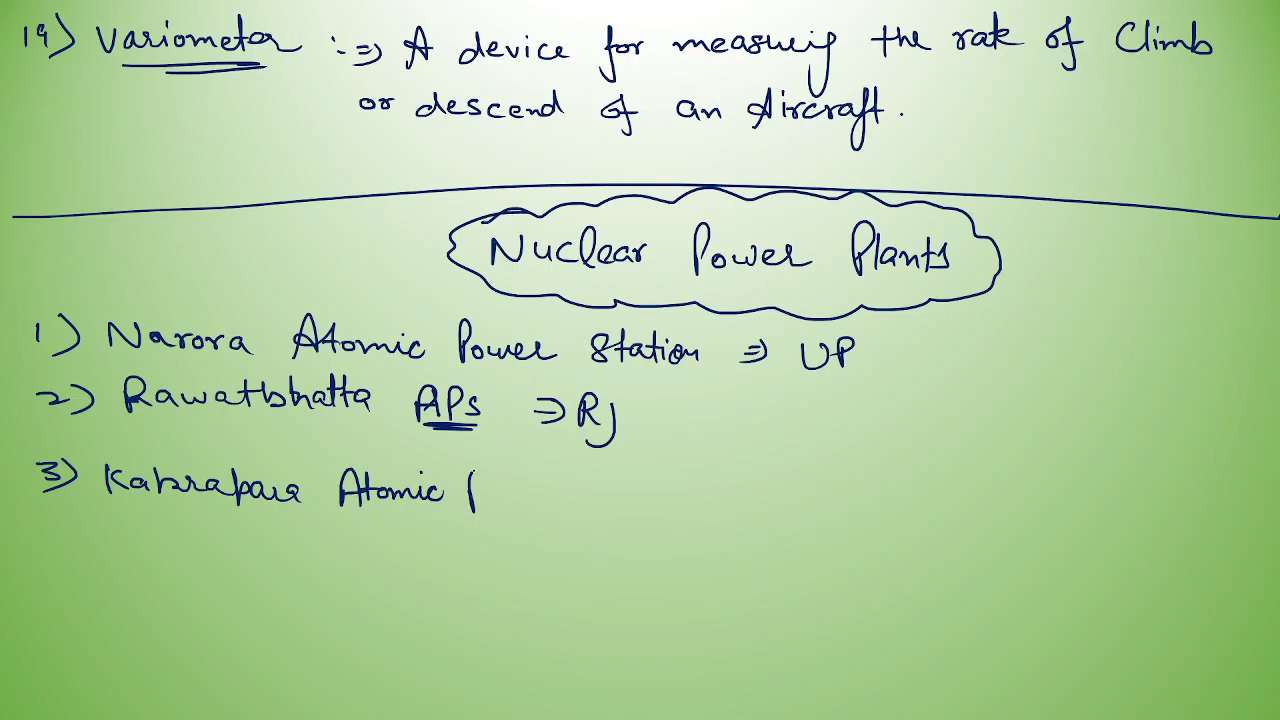 19) Variometer :⇒ A device for measuring the rate of Climb
or descend of an Aircraft.
Nuclear Power Plants
1) Narora Atomic Power Station ⇒ UP
2) Rawatbhatta APs ⇒ RJ
3) Kakrapara Atomic